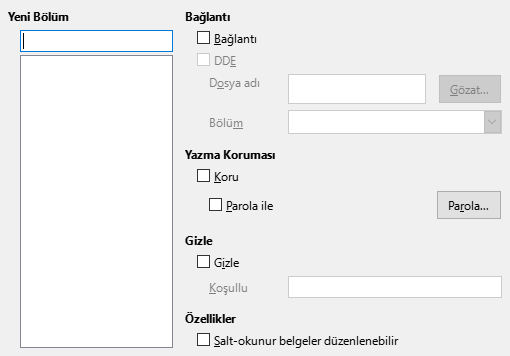 Yeni Bölüm
Bağlantı
Bağlantı
DDE
Dosya adı
Gözat...
Bölüm
Yazma Koruması
Koru
Parola ile
Parola...
Gizle
Gizle
Koşullu
Özellikler
Salt-okunur belgeler düzenlenebilir